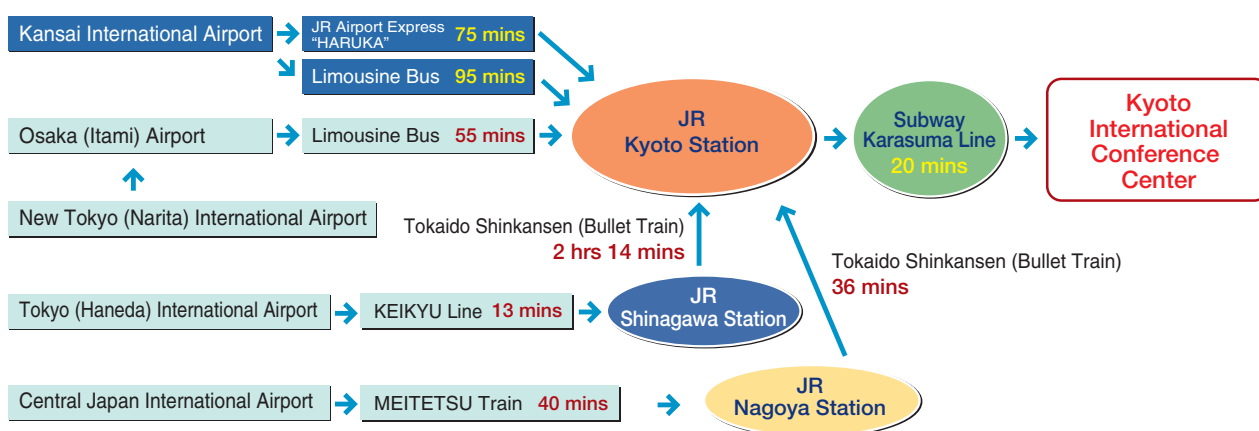 Kansai International Airport
JR Airport Express
“HARUKA”
75 mins
Limousine Bus 95 mins
Osaka (Itami) Airport
Limousine Bus 55 mins
JR
Kyoto Station
Subway
Karasuma Line
20 mins
Kyoto
International
Conference
Center
New Tokyo (Narita) International Airport
Tokaido Shinkansen (Bullet Train)
2 hrs 14 mins
Tokaido Shinkansen (Bullet Train)
36 mins
Tokyo (Haneda) International Airport
KEIKYU Line 13 mins
JR
Shinagawa Station
Central Japan International Airport
MEITETSU Train 40 mins
JR
Nagoya Station